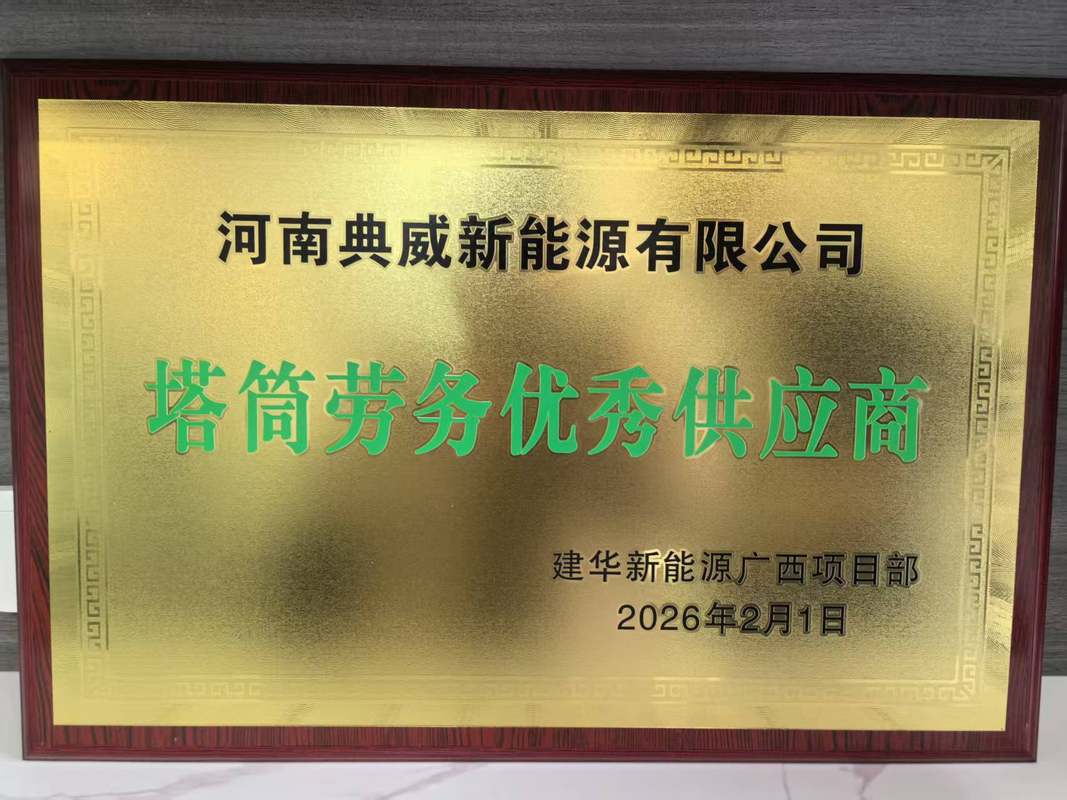 河南典威新能源有限公司
塔筒劳务优秀供应商
建华新能源广西项目部
2026年2月1日